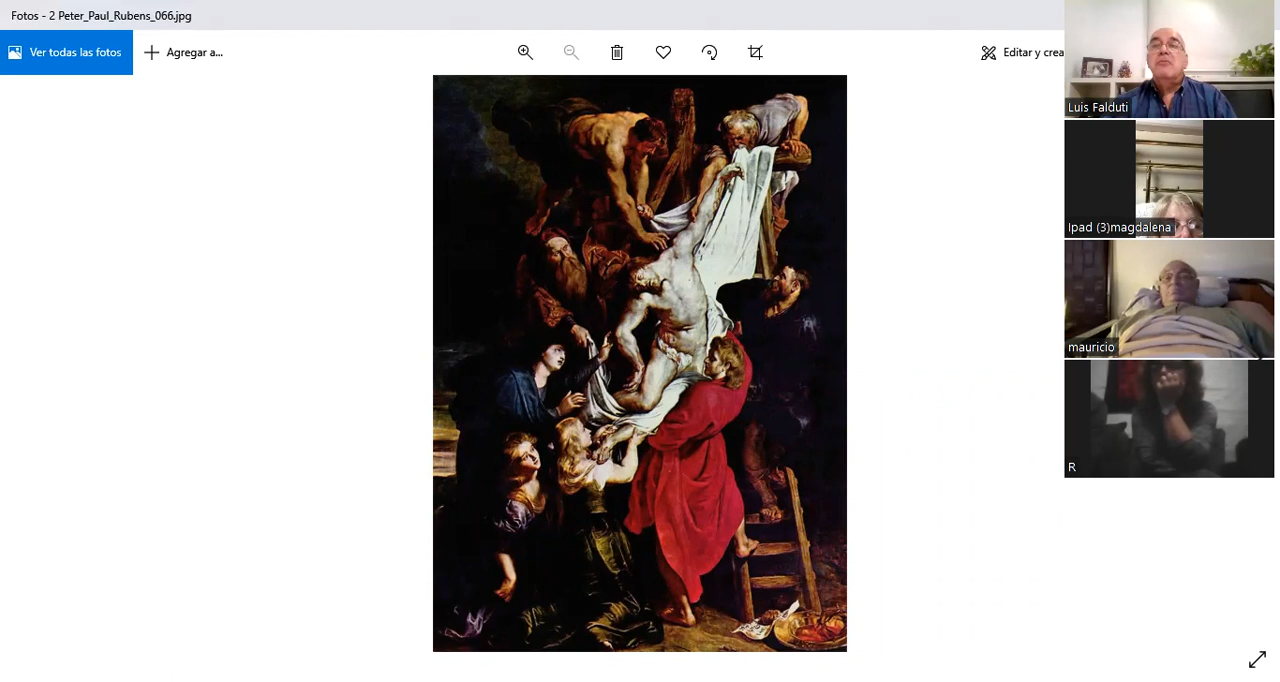 Fotos - 2 Peter_Paul_Rubens_066.jpg
Ver todas las fotos
Agregar a...
Editar y crea
Luis Falduti
Ipad (3)magdalena
mauricio
R